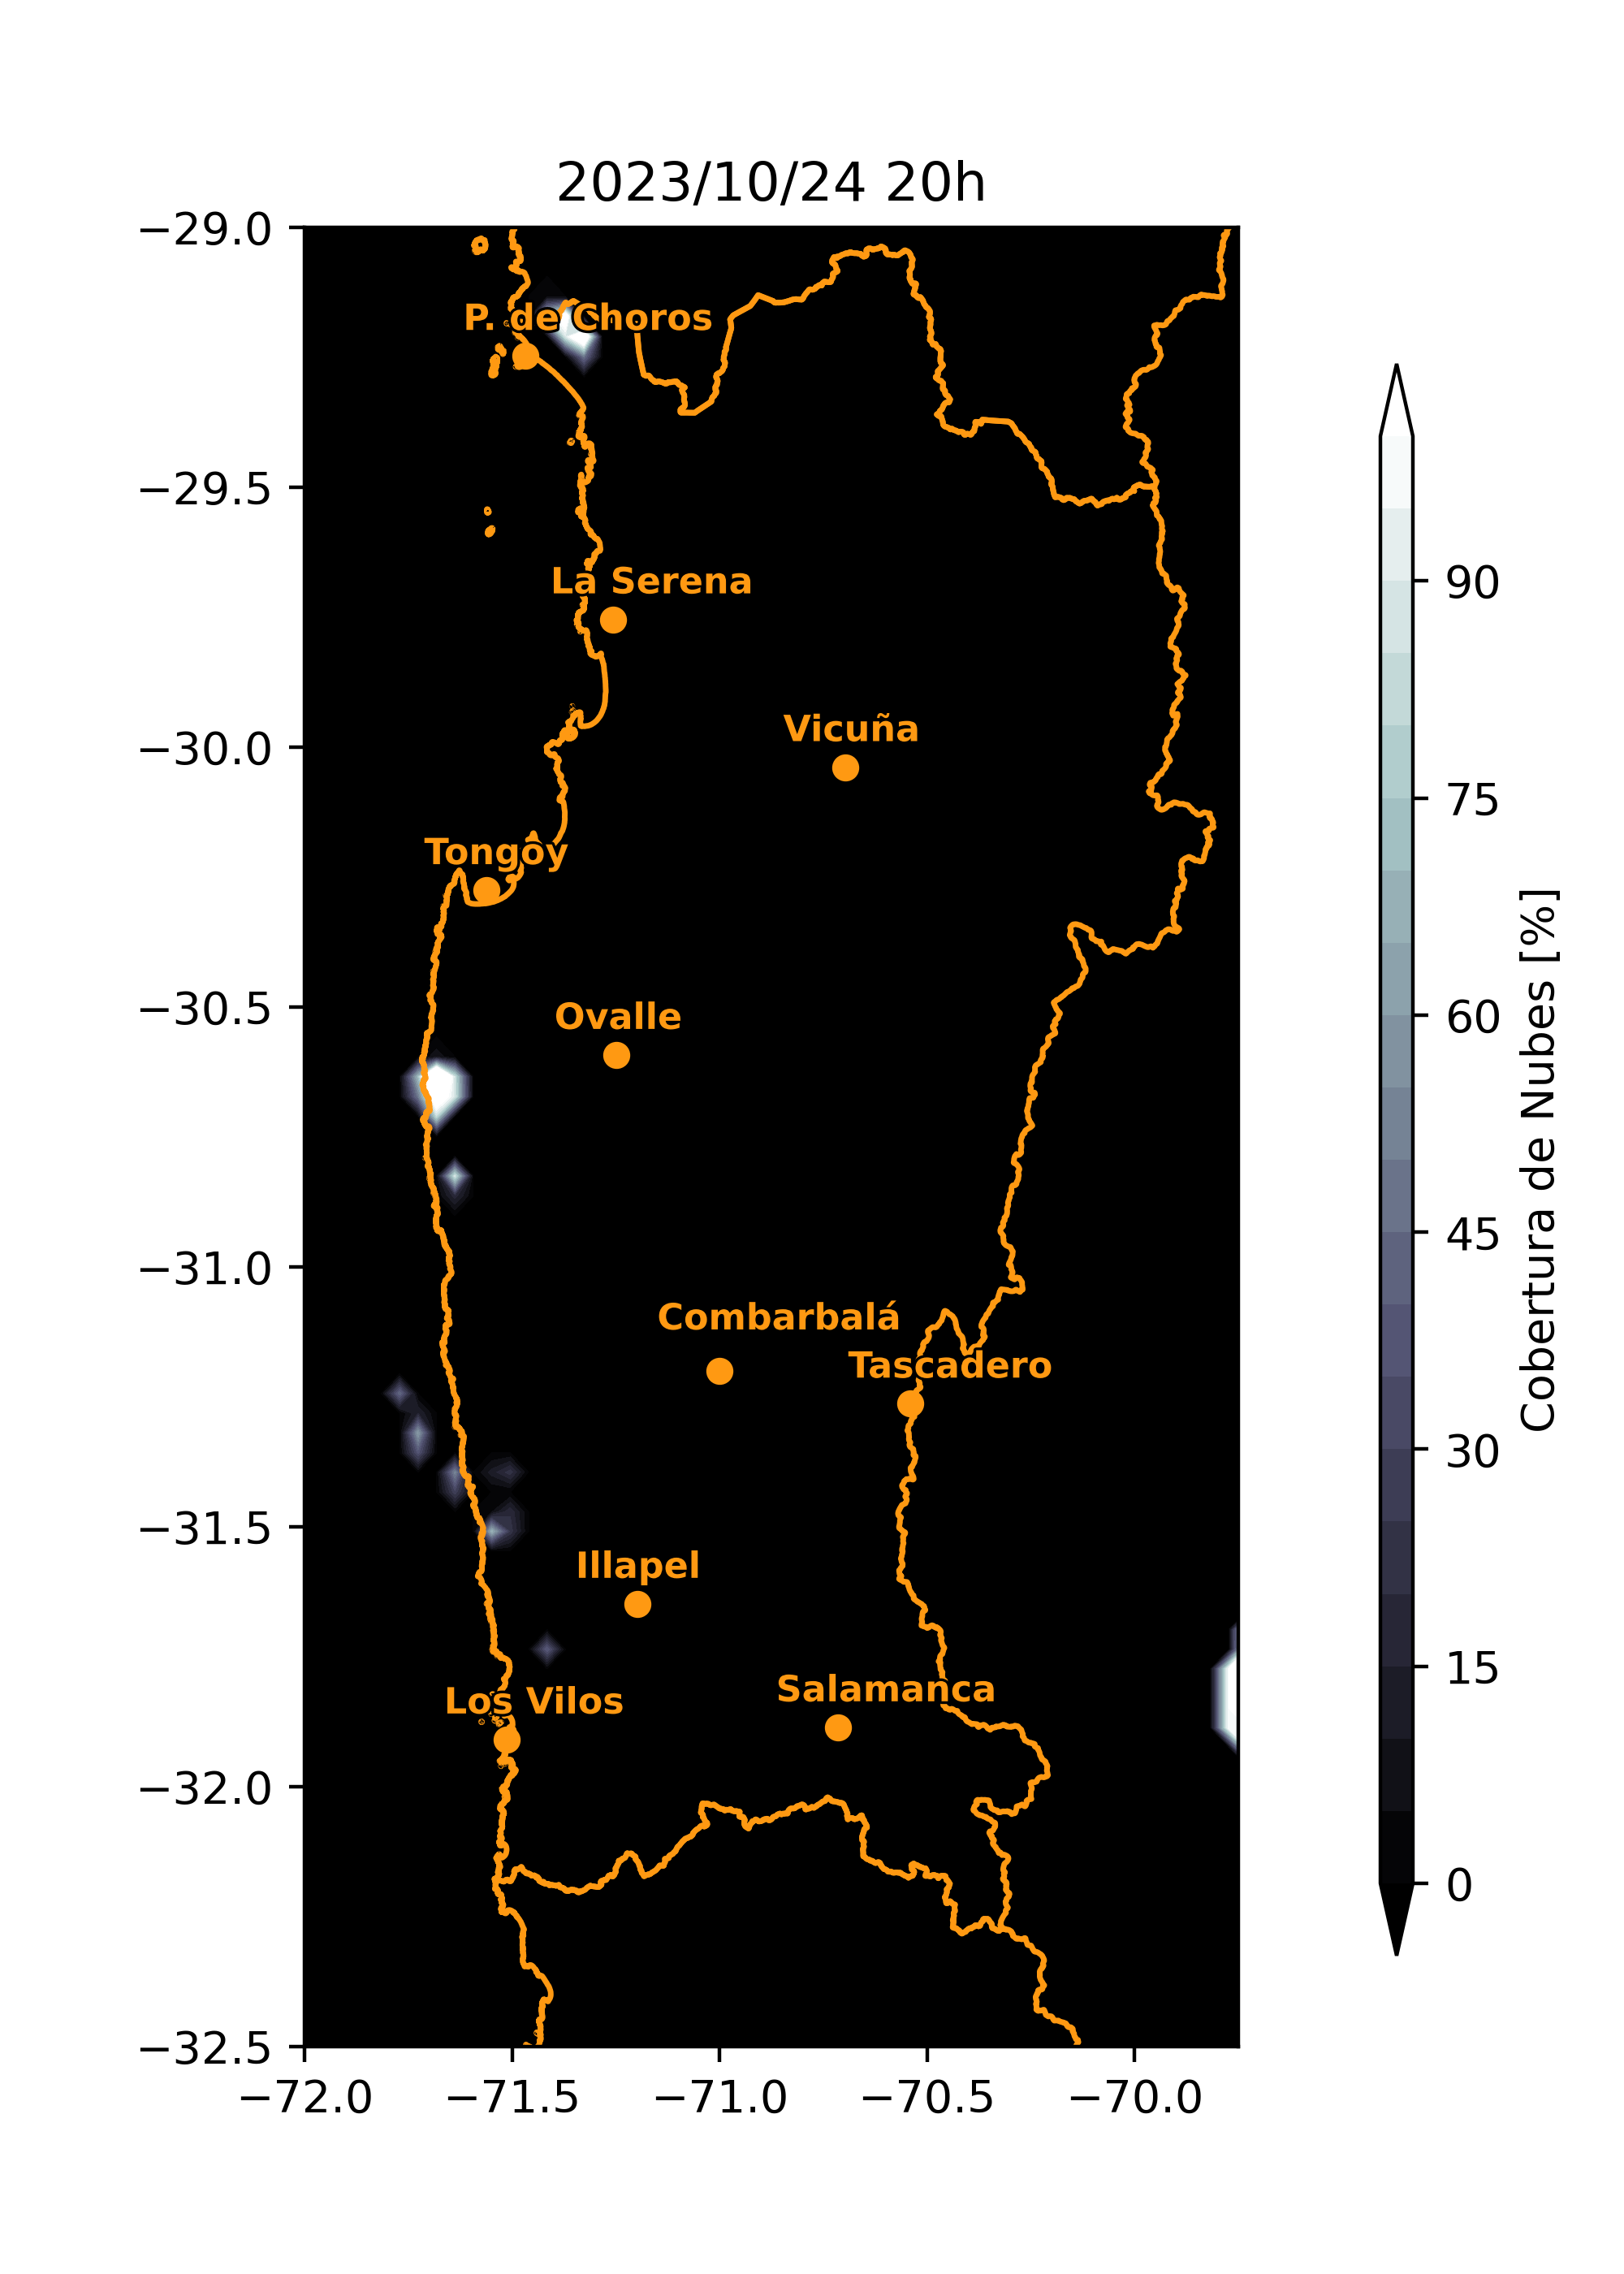 2023/10/24 20h
−29.0
−29.5
−30.0
−30.5
−31.0
−31.5
−32.0
−32.5
−72.0
−71.5
−71.0
−70.5
−70.0
P. de Choros
La Serena
Vicuña
Tongoy
Ovalle
Combarbalá
Tascadero
Illapel
Los Vilos
Salamanca
90
75
60
45
30
15
0
Cobertura de Nubes [%]